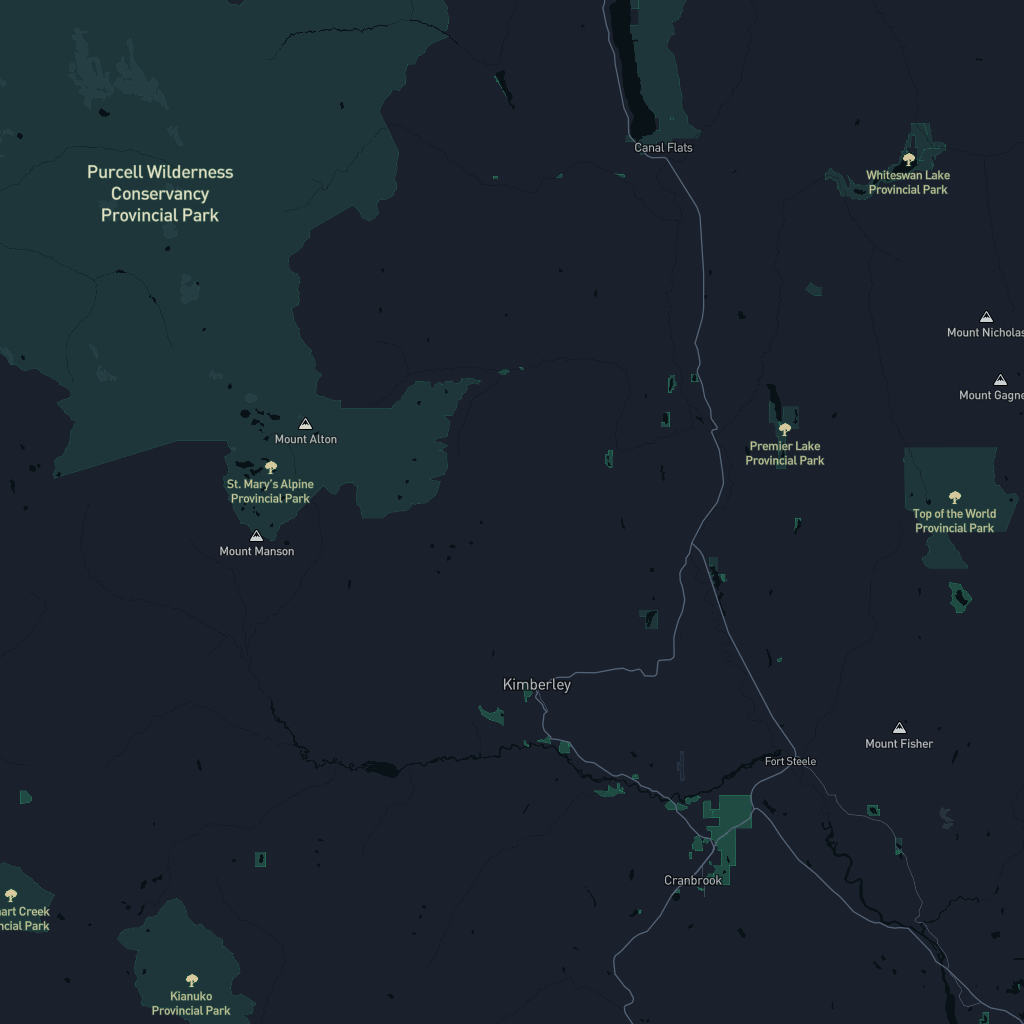 Canal Flats
Purcell Wilderness
Conservancy
Provincial Park
Whiteswan Lake
Provincial Park
Mount Nicholas
Mount Gagne
Mount Alton
Premier Lake
Provincial Park
St. Mary's Alpine
Provincial Park
Top of the World
Provincial Park
Mount Manson
Kimberley
Mount Fisher
Fort Steele
Cranbrook
art Creek
ncial Park
Kianuko
Provincial Park